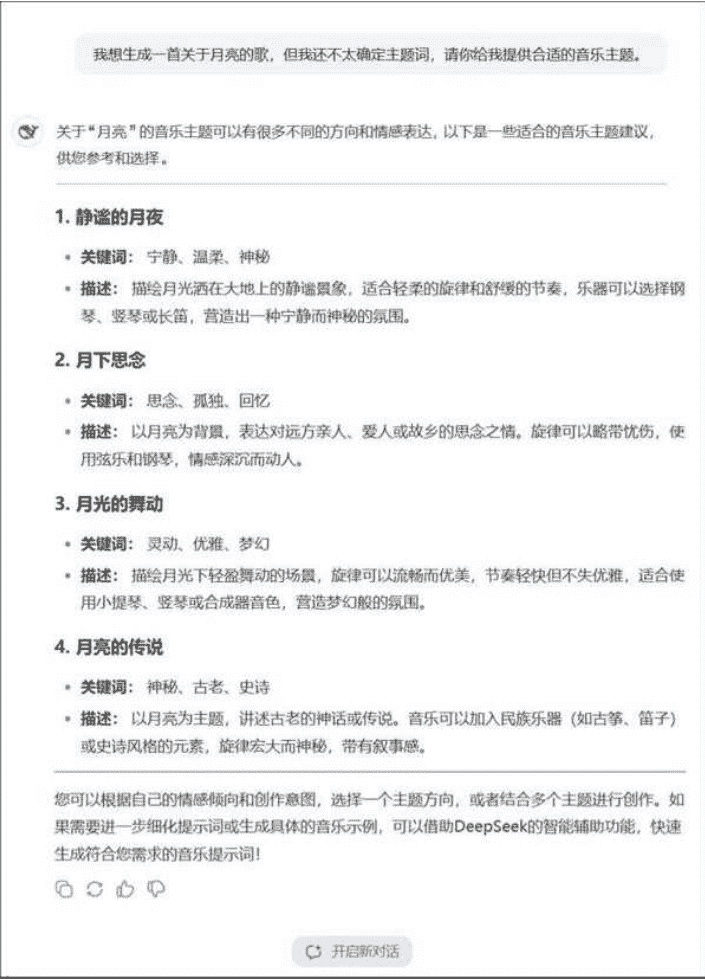 我想生成一首关于月亮的歌，但我还不太确定主题词，请你给我提供合适的音乐主题。
关于“月亮”的音乐主题可以有很多不同的方向和情感表达，以下是一些适合的音乐主题建议，
供您参考和选择。
1. 静谧的月夜
• 关键词： 宁静、温柔、神秘
• 描述： 描绘月光洒在大地上的静谧景象，适合轻柔的旋律和舒缓的节奏，乐器可以选择钢
琴、竖琴或长笛，营造出一种宁静而神秘的氛围。
2. 月下思念
• 关键词： 思念、孤独、回忆
• 描述： 以月亮为背景，表达对远方亲人、爱人或故乡的思念之情。旋律可以略带忧伤，使
用弦乐和钢琴，情感深沉而动人。
3. 月光的舞动
• 关键词： 灵动、优雅、梦幻
• 描述： 描绘月光下轻盈舞动的场景，旋律可以流畅而优美，节奏轻快但不失优雅，适合使
用小提琴、竖琴或合成器音色，营造梦幻般的氛围。
4. 月亮的传说
• 关键词： 神秘、古老、史诗
• 描述： 以月亮为主题，讲述古老的神话或传说。音乐可以加入民族乐器（如古筝、笛子）
或史诗风格的元素，旋律宏大而神秘，带有叙事感。
您可以根据自己的情感倾向和创作意图，选择一个主题方向，或者结合多个主题进行创作。如
果需要进一步细化提示词或生成具体的音乐示例，可以借助DeepSeek的智能辅助功能，快速
生成符合您需求的音乐提示词！
开启新对话